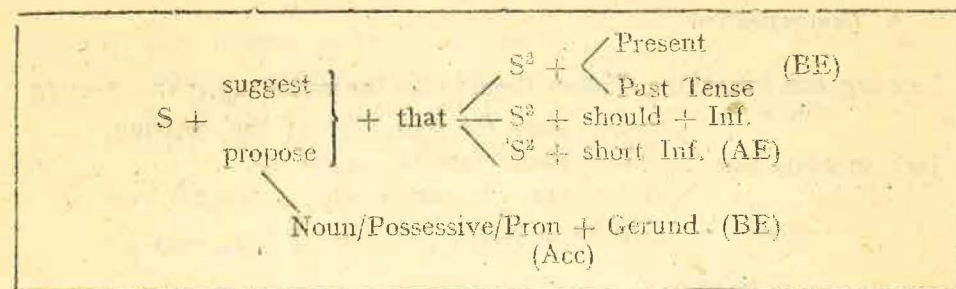 Present
S² + (BE)
suggest Past Tense
S + + that S² + should + Inf.
propose S² + short Inf. (AE)
Noun/Possessive/Pron + Gerund (BE)
(Acc)